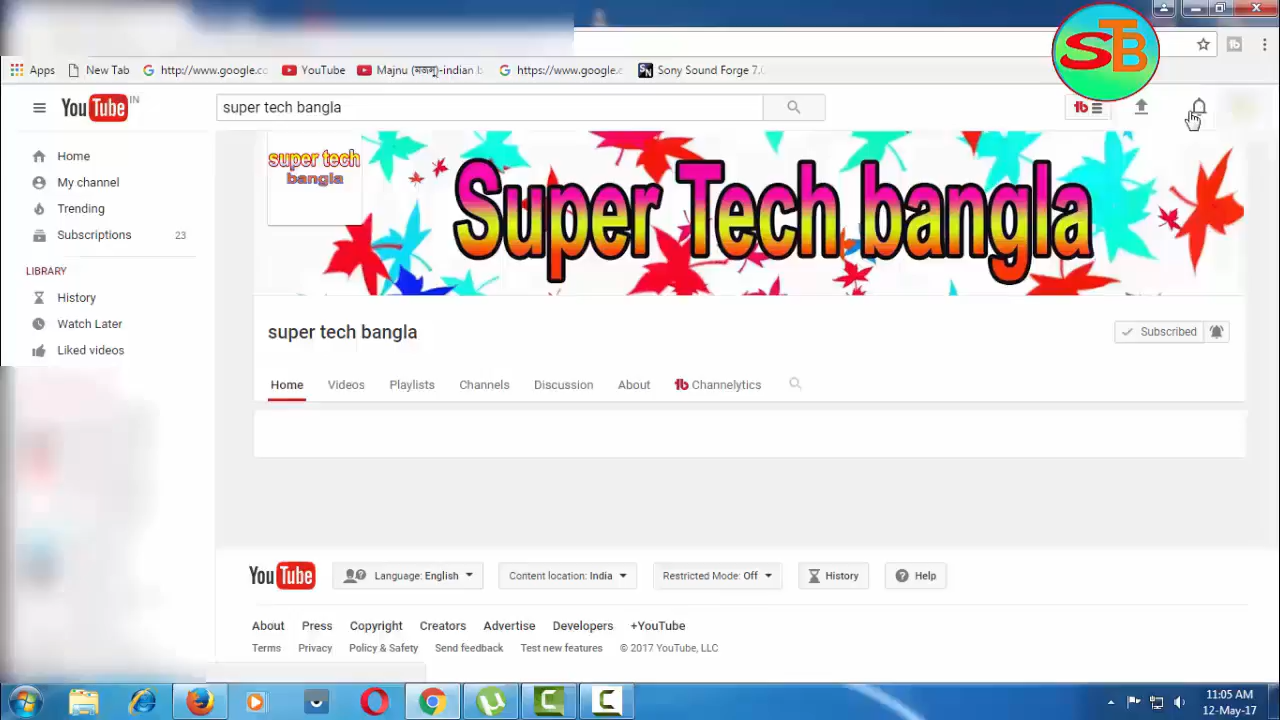 STB
Apps New Tab http://www.google.cc YouTube Majnu (मजनू)-indian b https://www.google. Sony Sound Forge 7.0
YouTube IN super tech bangla
Home
My channel
Trending
Subscriptions 23
LIBRARY
History
Watch Later
Liked videos
super tech
bangla
Super Tech bangla
super tech bangla
Subscribed
Home Videos Playlists Channels Discussion About Channelytics
YouTube Language: English Content location: India Restricted Mode: Off History Help
About Press Copyright Creators Advertise Developers +YouTube
Terms Privacy Policy & Safety Send feedback Test new features © 2017 YouTube, LLC
11:05 AM
12-May-17